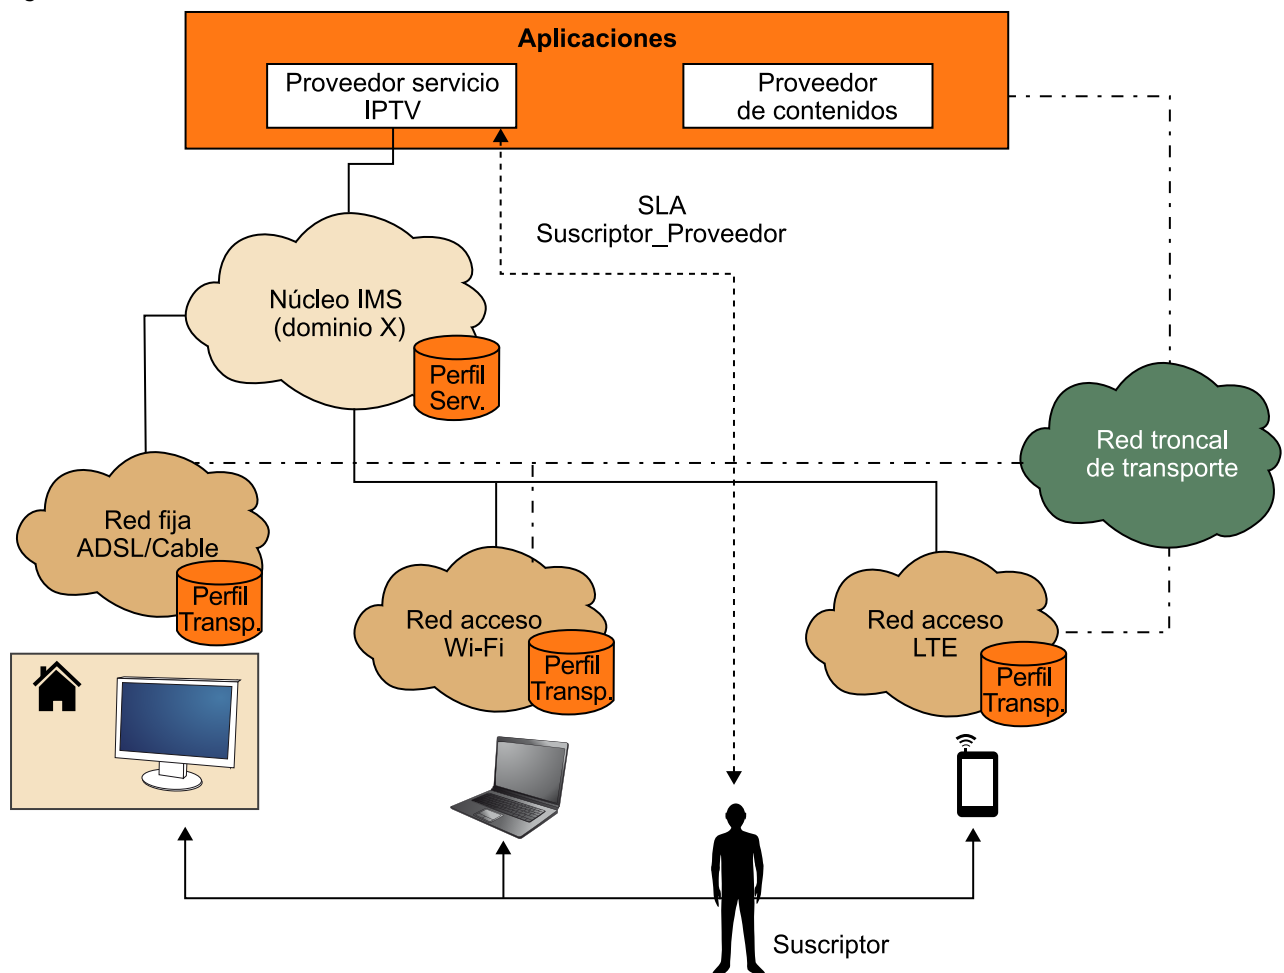 Aplicaciones
Proveedor servicio
IPTV
Proveedor
de contenidos
SLA
Suscriptor_Proveedor
Núcleo IMS
(dominio X)
Perfil
Serv.
Red troncal
de transporte
Red fija
ADSL/Cable
Perfil
Transp.
Red acceso
Wi-Fi
Perfil
Transp.
Red acceso
LTE
Perfil
Transp.
Suscriptor